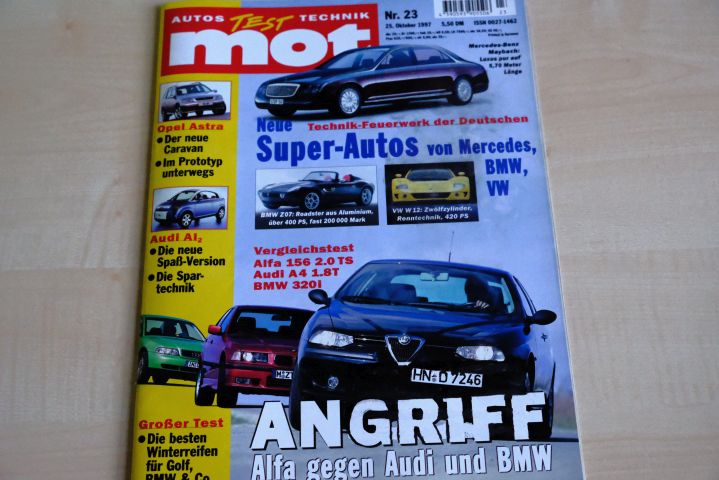 AUTOS TEST TECHNIK
mot
Nr. 23
25. Oktober 1997
5,50 DM
ISSN 0027-1462
Mercedes-Benz
Maybach:
Luxus pur auf
5,70 Meter
Länge
Opel Astra
• Der neue
Caravan
• Im Prototyp
unterwegs
Neue Technik-Feuerwerk der Deutschen
Super-Autos von Mercedes,
BMW,
VW
BMW Z07: Roadster aus Aluminium,
über 400 PS, fast 200 000 Mark
VW W 12: Zwölfzylinder,
Renntechnik, 420 PS
Audi Al₂
• Die neue
Spaß-Version
• Die Spar-
technik
Vergleichstest
Alfa 156 2.0 TS
Audi A4 1.8T
BMW 320i
HN D 7246
Großer Test
• Die besten
Winterreifen
für Golf,
BMW & Co.
ANGRIFF
Alfa gegen Audi und BMW